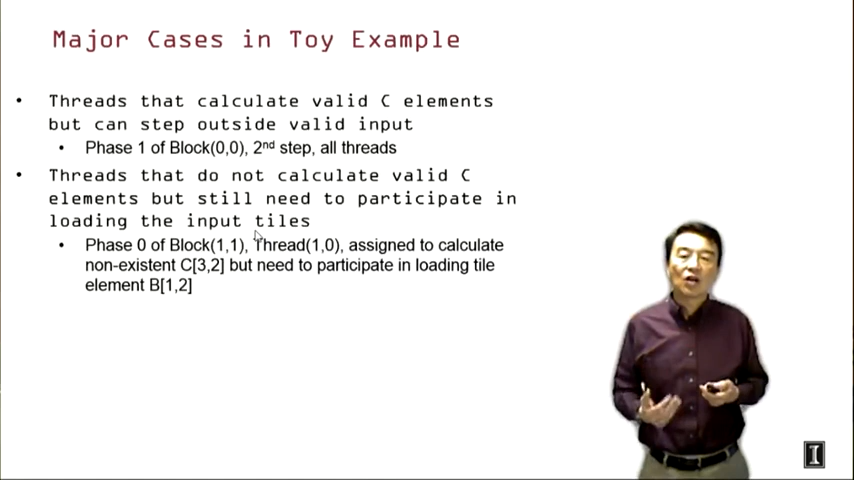 Major Cases in Toy Example
• Threads that calculate valid C elements
but can step outside valid input
• Phase 1 of Block(0,0), 2nd step, all threads
• Threads that do not calculate valid C
elements but still need to participate in
loading the input tiles
• Phase 0 of Block(1,1), Thread(1,0), assigned to calculate
non-existent C[3,2] but need to participate in loading tile
element B[1,2]
I